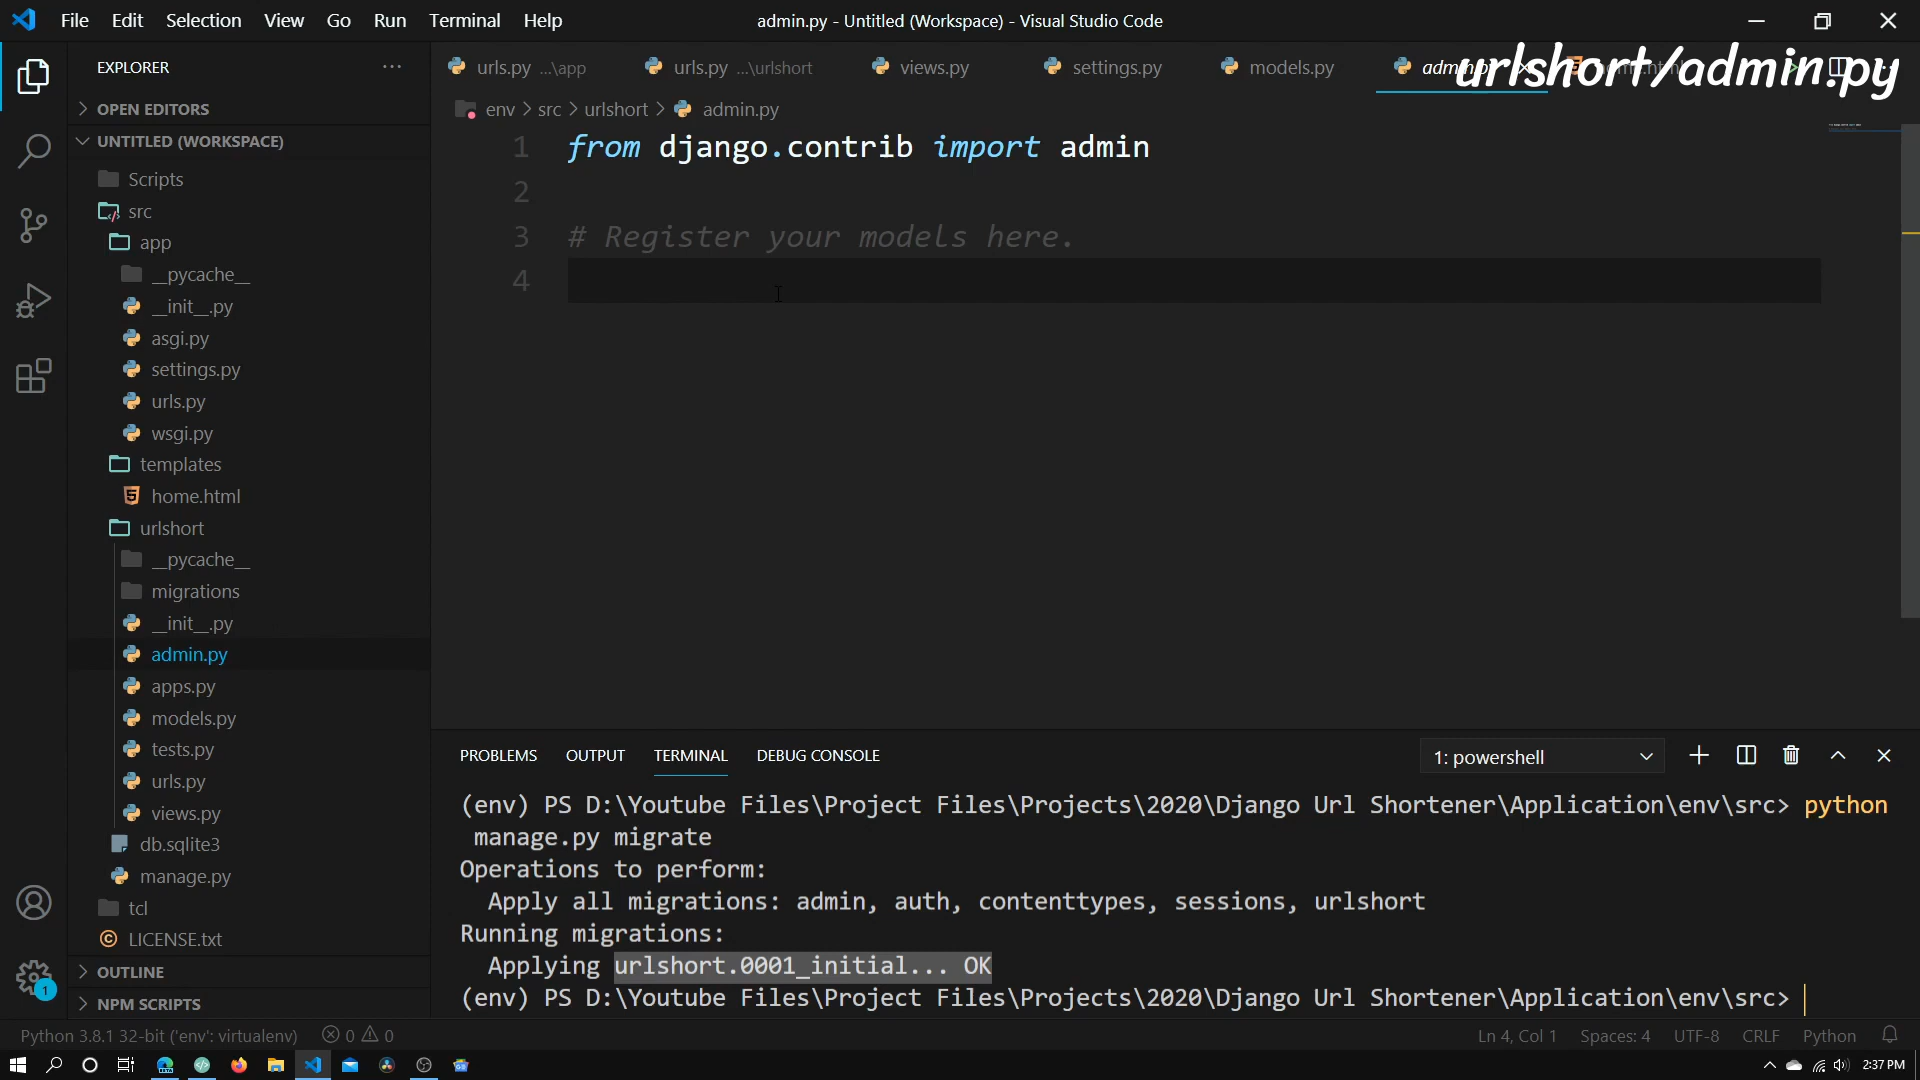 File Edit Selection View Go Run Terminal Help
admin.py - Untitled (Workspace) - Visual Studio Code
EXPLORER
OPEN EDITORS
UNTITLED (WORKSPACE)
Scripts
src
app
__pycache__
__init__.py
asgi.py
settings.py
urls.py
wsgi.py
templates
home.html
urlshort
__pycache__
migrations
__init__.py
admin.py
apps.py
models.py
tests.py
urls.py
views.py
db.sqlite3
manage.py
tcl
LICENSE.txt
OUTLINE
NPM SCRIPTS
urls.py ...\app
urls.py ...\urlshort
views.py
settings.py
models.py
urlshort/admin.py
env > src > urlshort > admin.py
1 from django.contrib import admin
2
3 # Register your models here.
4
PROBLEMS OUTPUT TERMINAL DEBUG CONSOLE
1: powershell
(env) PS D:\Youtube Files\Project Files\Projects\2020\Django Url Shortener\Application\env\src> python
manage.py migrate
Operations to perform:
Apply all migrations: admin, auth, contenttypes, sessions, urlshort
Running migrations:
Applying urlshort.0001_initial... OK
(env) PS D:\Youtube Files\Project Files\Projects\2020\Django Url Shortener\Application\env\src>
1
Python 3.8.1 32-bit ('env': virtualenv) 0 0
Ln 4, Col 1 Spaces: 4 UTF-8 CRLF Python
2:37 PM